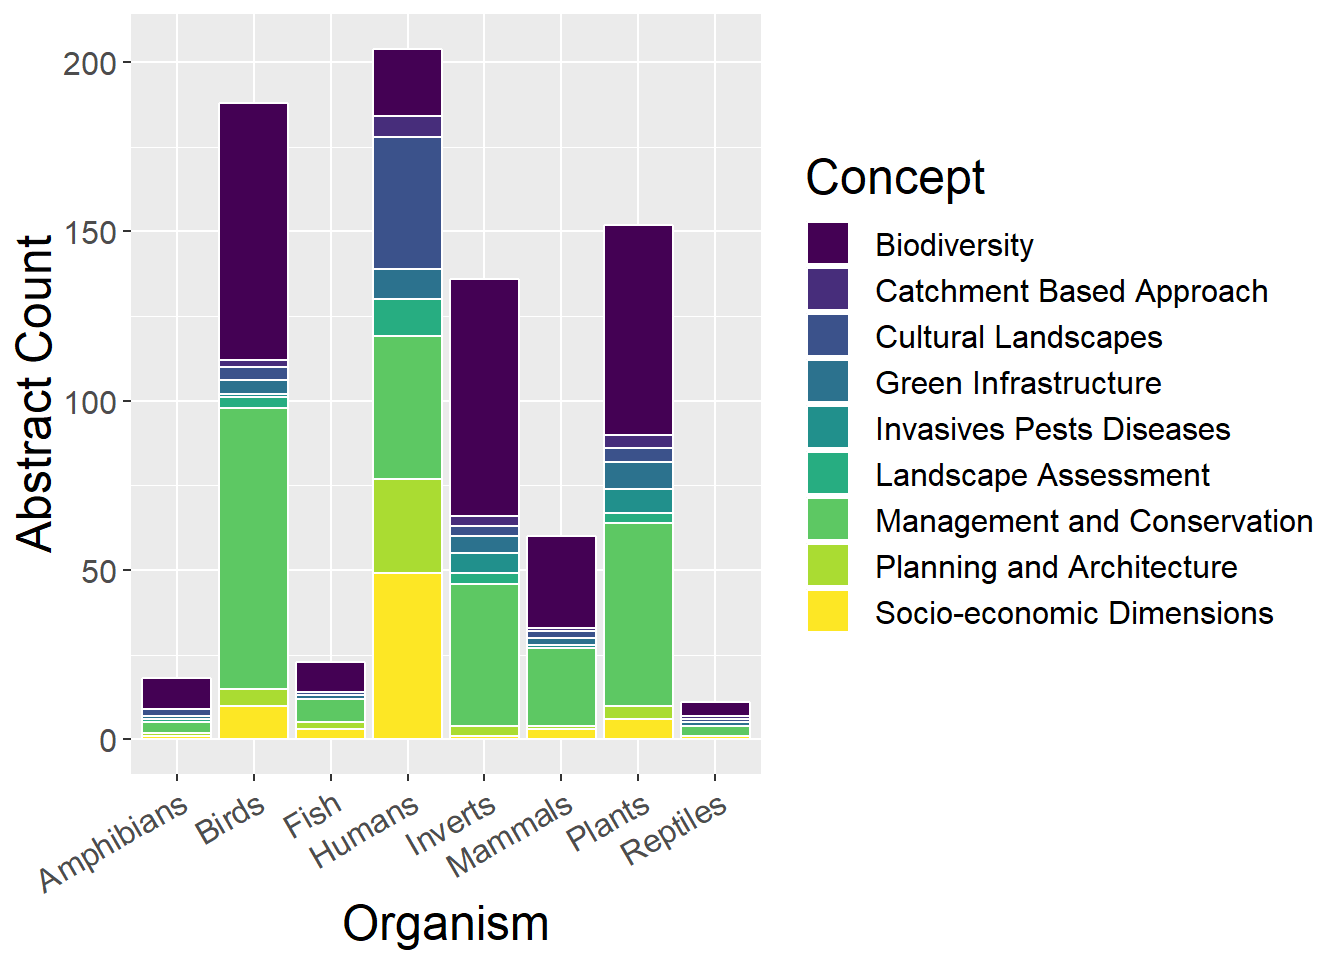 Abstract Count
200
150
100
50
0
Amphibians
Birds
Fish
Humans
Inverts
Mammals
Plants
Reptiles
Organism
Concept
Biodiversity
Catchment Based Approach
Cultural Landscapes
Green Infrastructure
Invasives Pests Diseases
Landscape Assessment
Management and Conservation
Planning and Architecture
Socio-economic Dimensions